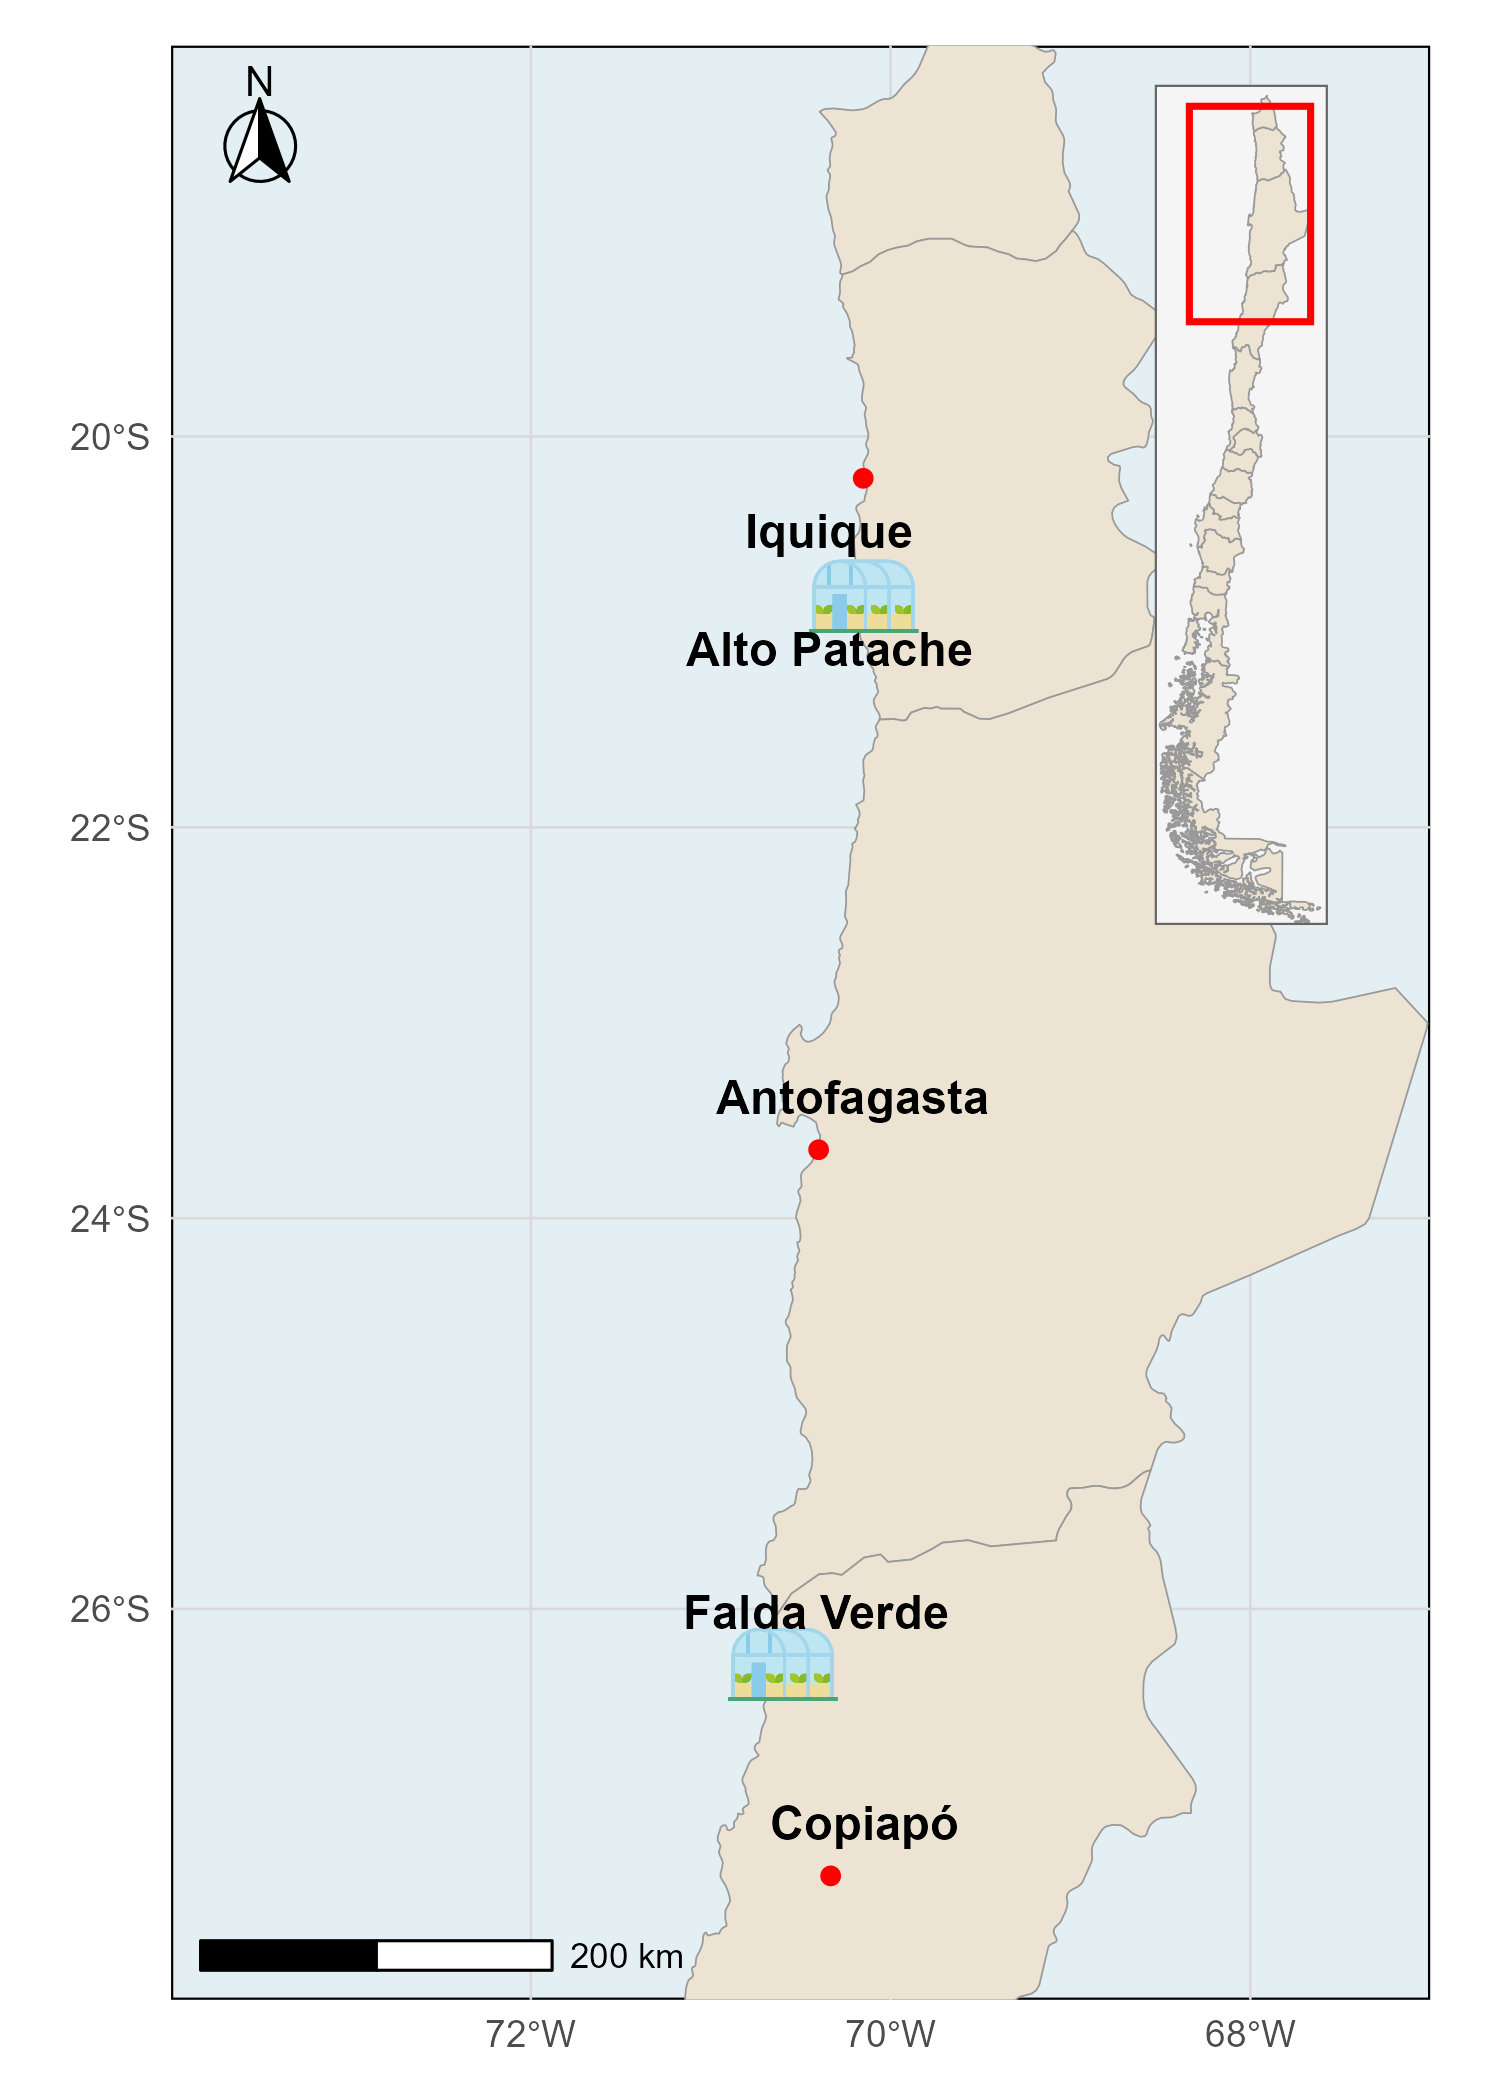 N
20°S
Iquique
Alto Patache
22°S
Antofagasta
24°S
26°S
Falda Verde
Copiapó
200 km
72°W
70°W
68°W